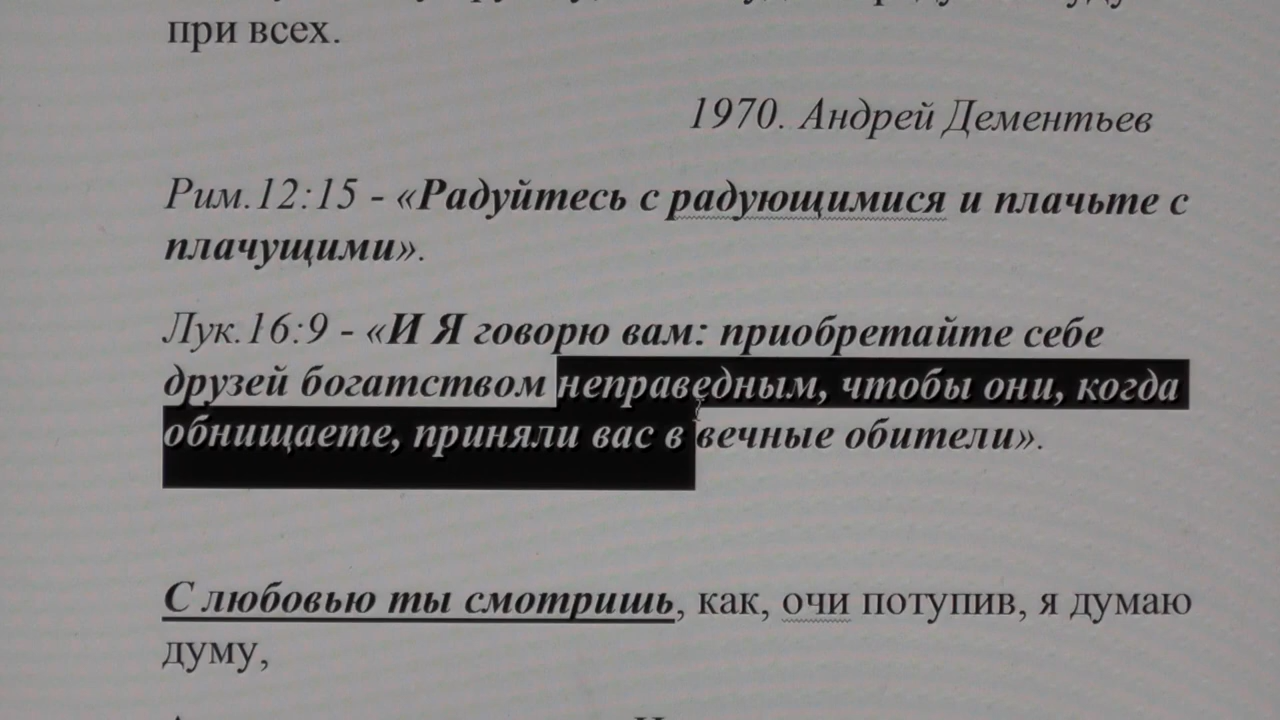 при всех.
1970. Андрей Дементьев
Рим.12:15 - «Радуйтесь с радующимися и плачьте с
плачущими».
Лук.16:9 - «И Я говорю вам: приобретайте себе
друзей богатством неправедным, чтобы они, когда
обнищаете, приняли вас в вечные обители».
С любовью ты смотришь, как, очи потупив, я думаю
думу,